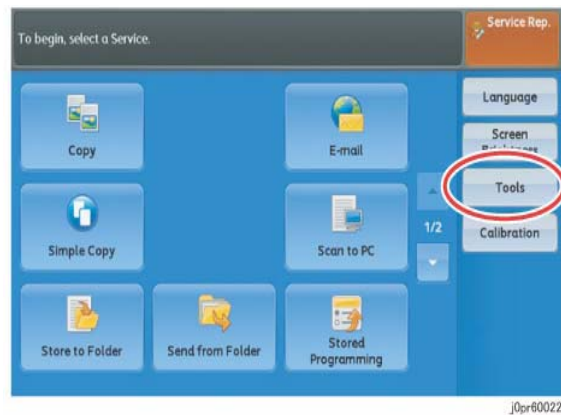 To begin, select a Service.
Service Rep.
Copy
E-mail
Language
Screen
Simple Copy
Scan to PC
1/2
Tools
Calibration
Store to Folder
Send from Folder
Stored
Programming
j0pr60022